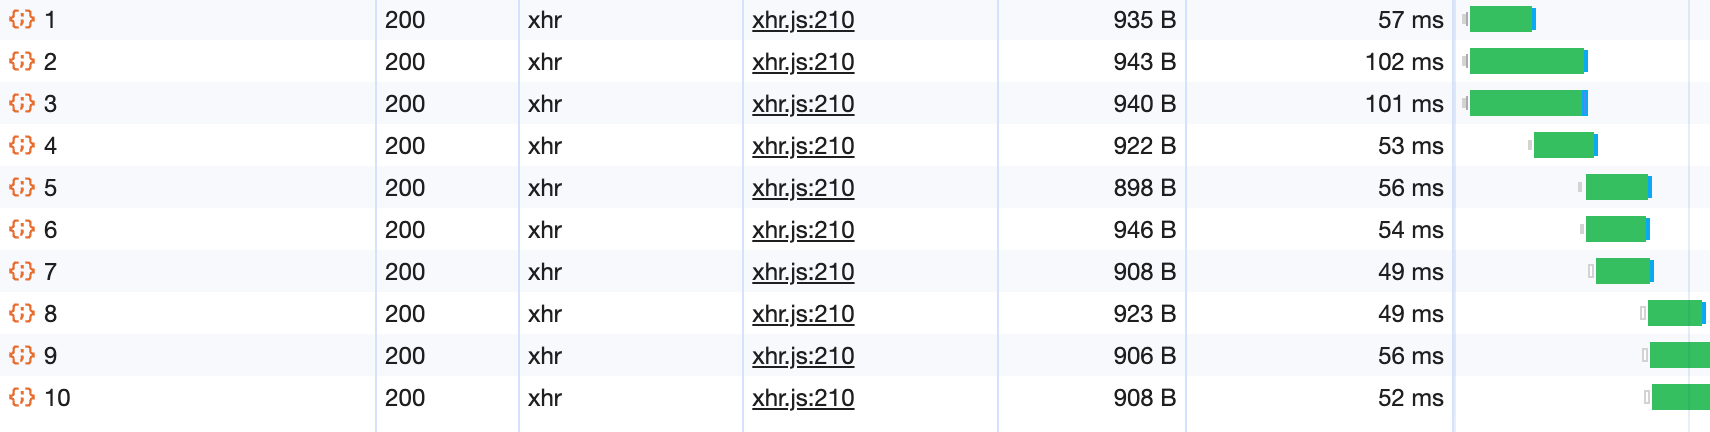 {;} 1 200 xhr xhr.js:210 935 B 57 ms
{;} 2 200 xhr xhr.js:210 943 B 102 ms
{;} 3 200 xhr xhr.js:210 940 B 101 ms
{;} 4 200 xhr xhr.js:210 922 B 53 ms
{;} 5 200 xhr xhr.js:210 898 B 56 ms
{;} 6 200 xhr xhr.js:210 946 B 54 ms
{;} 7 200 xhr xhr.js:210 908 B 49 ms
{;} 8 200 xhr xhr.js:210 923 B 49 ms
{;} 9 200 xhr xhr.js:210 906 B 56 ms
{;} 10 200 xhr xhr.js:210 908 B 52 ms